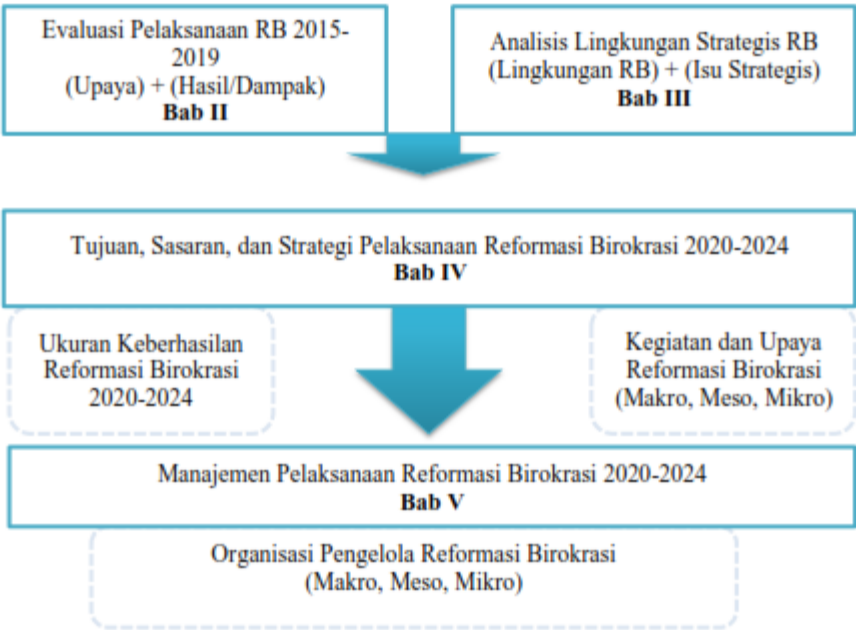 Evaluasi Pelaksanaan RB 2015-
2019
(Upaya) + (Hasil/Dampak)
Bab II
Analisis Lingkungan Strategis RB
(Lingkungan RB) + (Isu Strategis)
Bab III
Tujuan, Sasaran, dan Strategi Pelaksanaan Reformasi Birokrasi 2020-2024
Bab IV
Ukuran Keberhasilan
Reformasi Birokrasi
2020-2024
Kegiatan dan Upaya
Reformasi Birokrasi
(Makro, Meso, Mikro)
Manajemen Pelaksanaan Reformasi Birokrasi 2020-2024
Bab V
Organisasi Pengelola Reformasi Birokrasi
(Makro, Meso, Mikro)